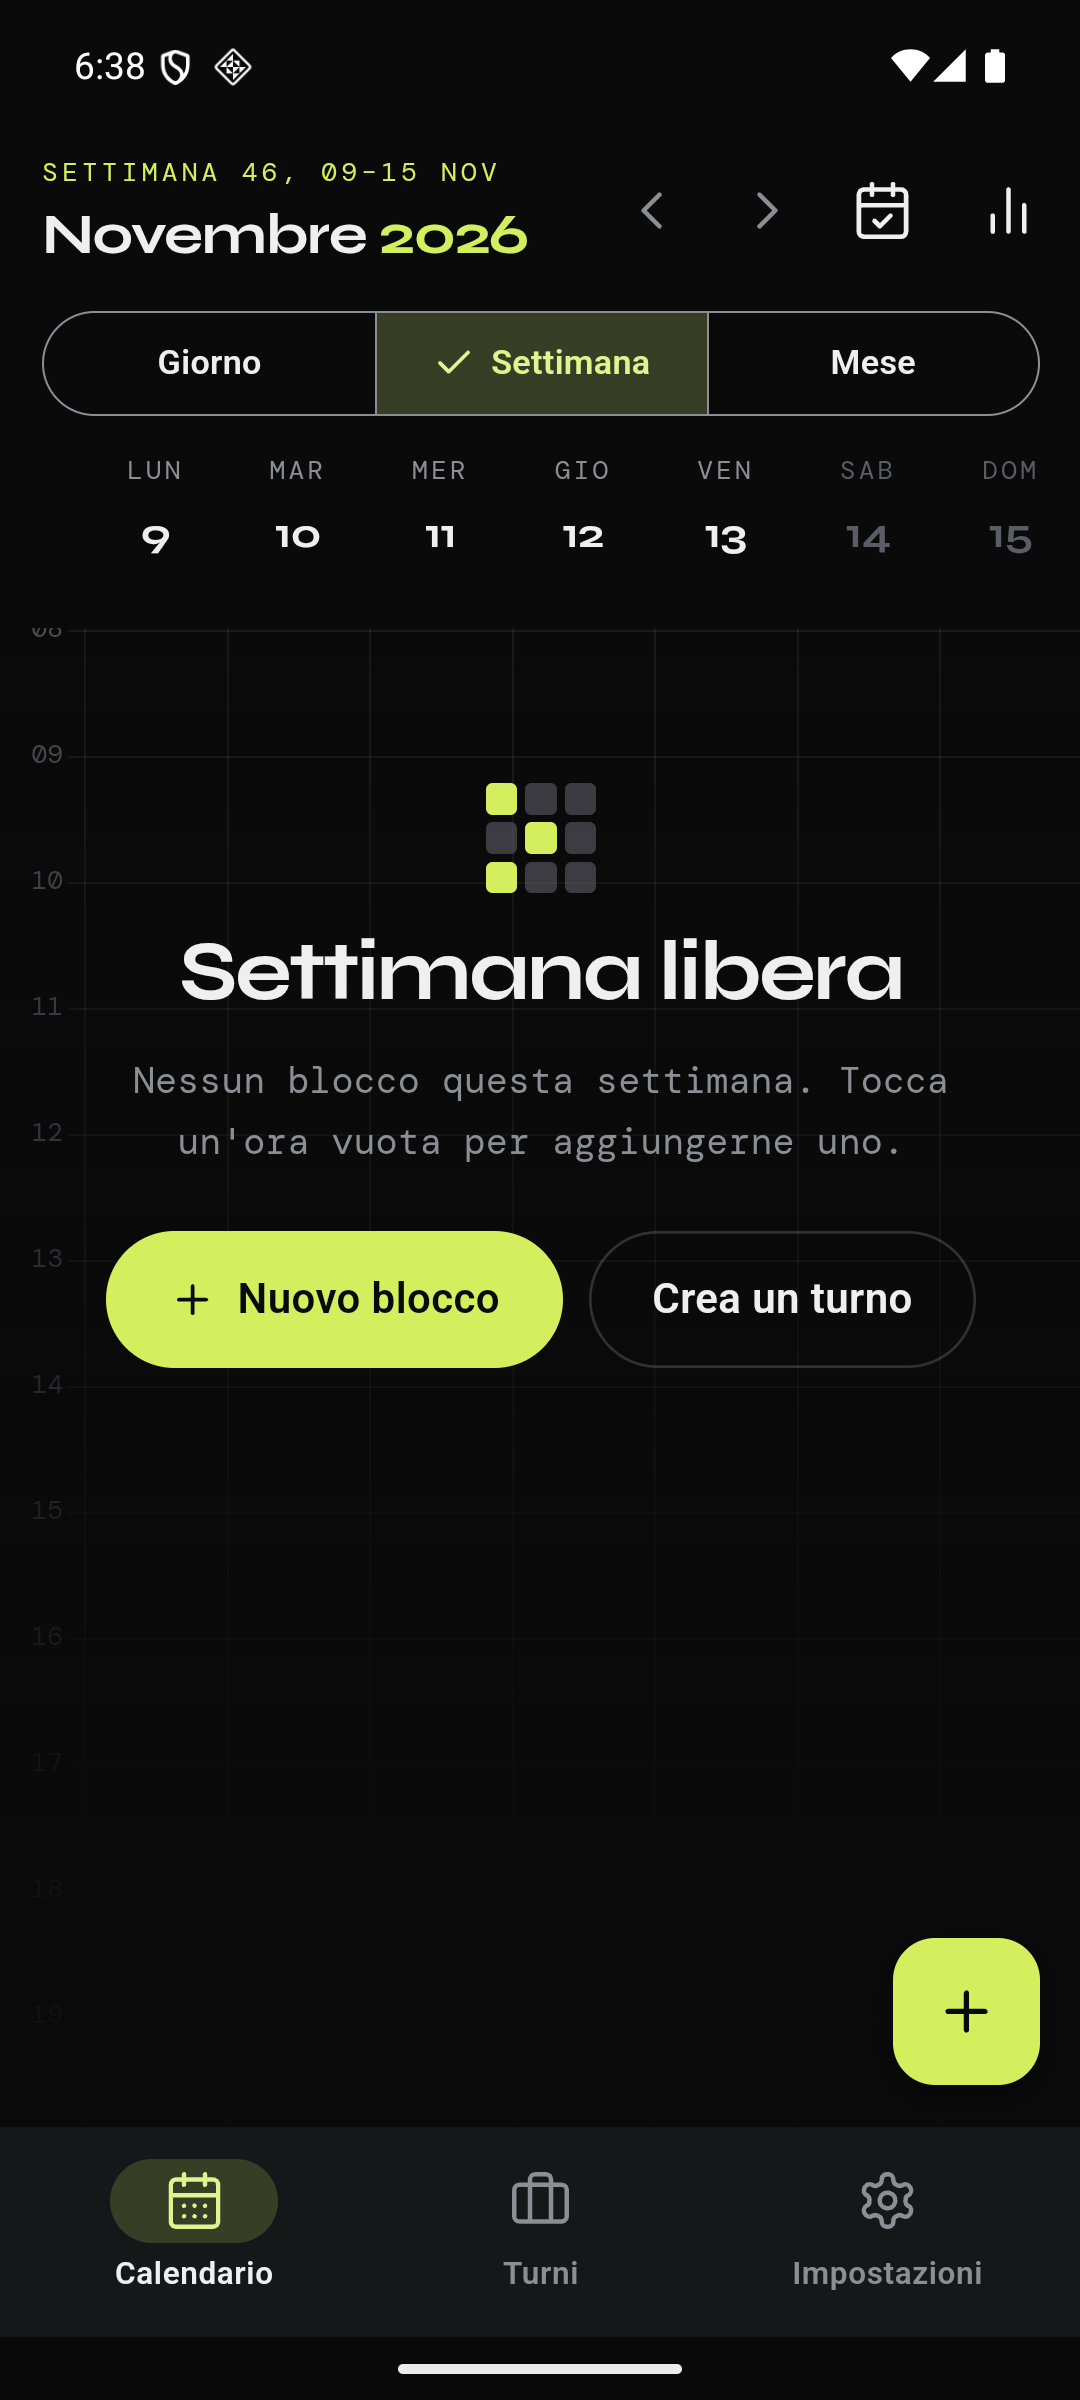 6:38
SETTIMANA 46, 09–15 NOV
Novembre 2026
Giorno
Settimana
Mese
LUN MAR MER GIO VEN SAB DOM
9 10 11 12 13 14 15
08
09
10
Settimana libera
11
Nessun blocco questa settimana. Tocca
12
un'ora vuota per aggiungerne uno.
13
Nuovo blocco
Crea un turno
14
15
16
17
18
19
Calendario
Turni
Impostazioni